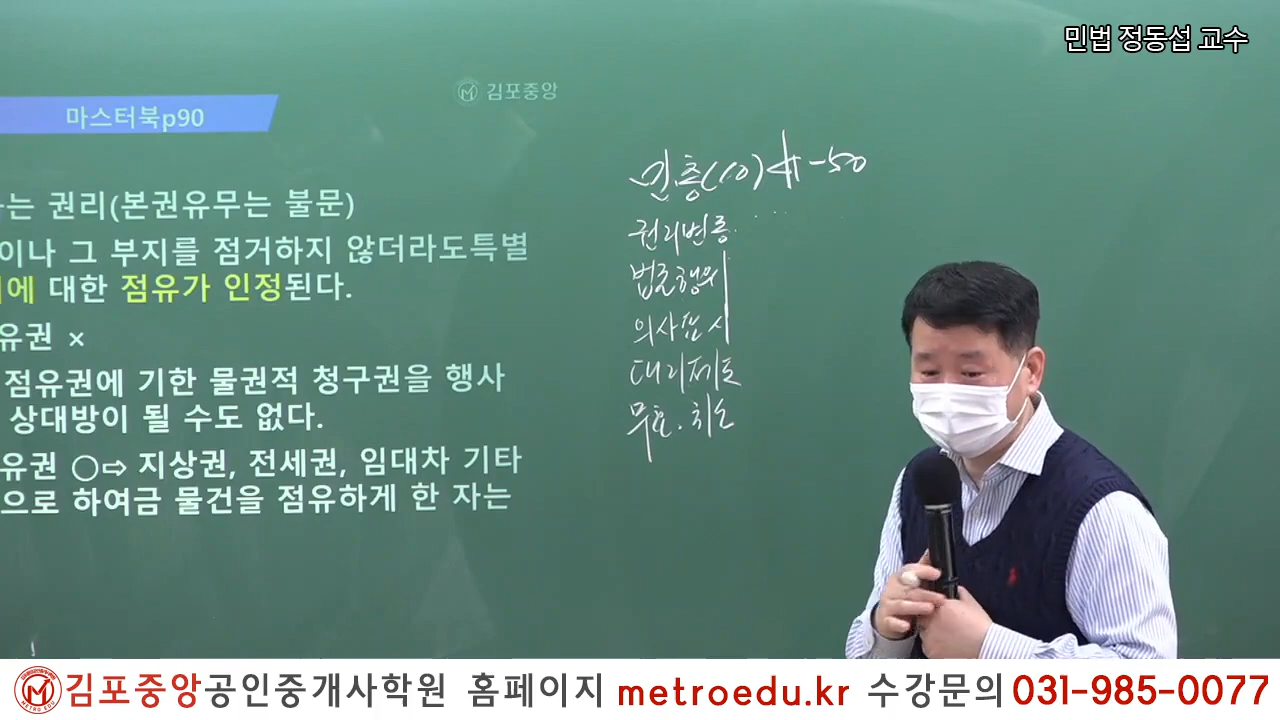 민법 정동섭 교수
김포중앙
마스터북p90
는 권리(본권유무는 불문)
이나 그 부지를 점거하지 않더라도특별
에 대한 점유가 인정된다.
유권 ×
점유권에 기한 물권적 청구권을 행사
상대방이 될 수도 없다.
유권 ○⇨ 지상권, 전세권, 임대차 기타
으로 하여금 물건을 점유하게 한 자는
민총(10) -50
권리변동
법률행위
의사표시
대리제도
무효.취소
김포중앙공인중개사학원 홈페이지 metroedu.kr 수강문의 031-985-0077